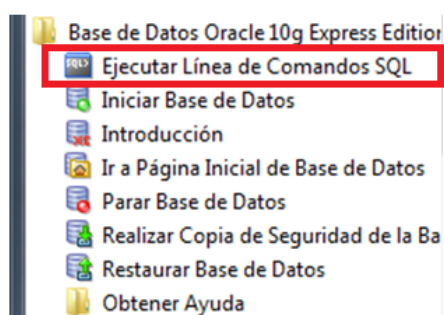 Base de Datos Oracle 10g Express Edition
Ejecutar Línea de Comandos SQL
Iniciar Base de Datos
Introducción
Ir a Página Inicial de Base de Datos
Parar Base de Datos
Realizar Copia de Seguridad de la Ba
Restaurar Base de Datos
Obtener Ayuda